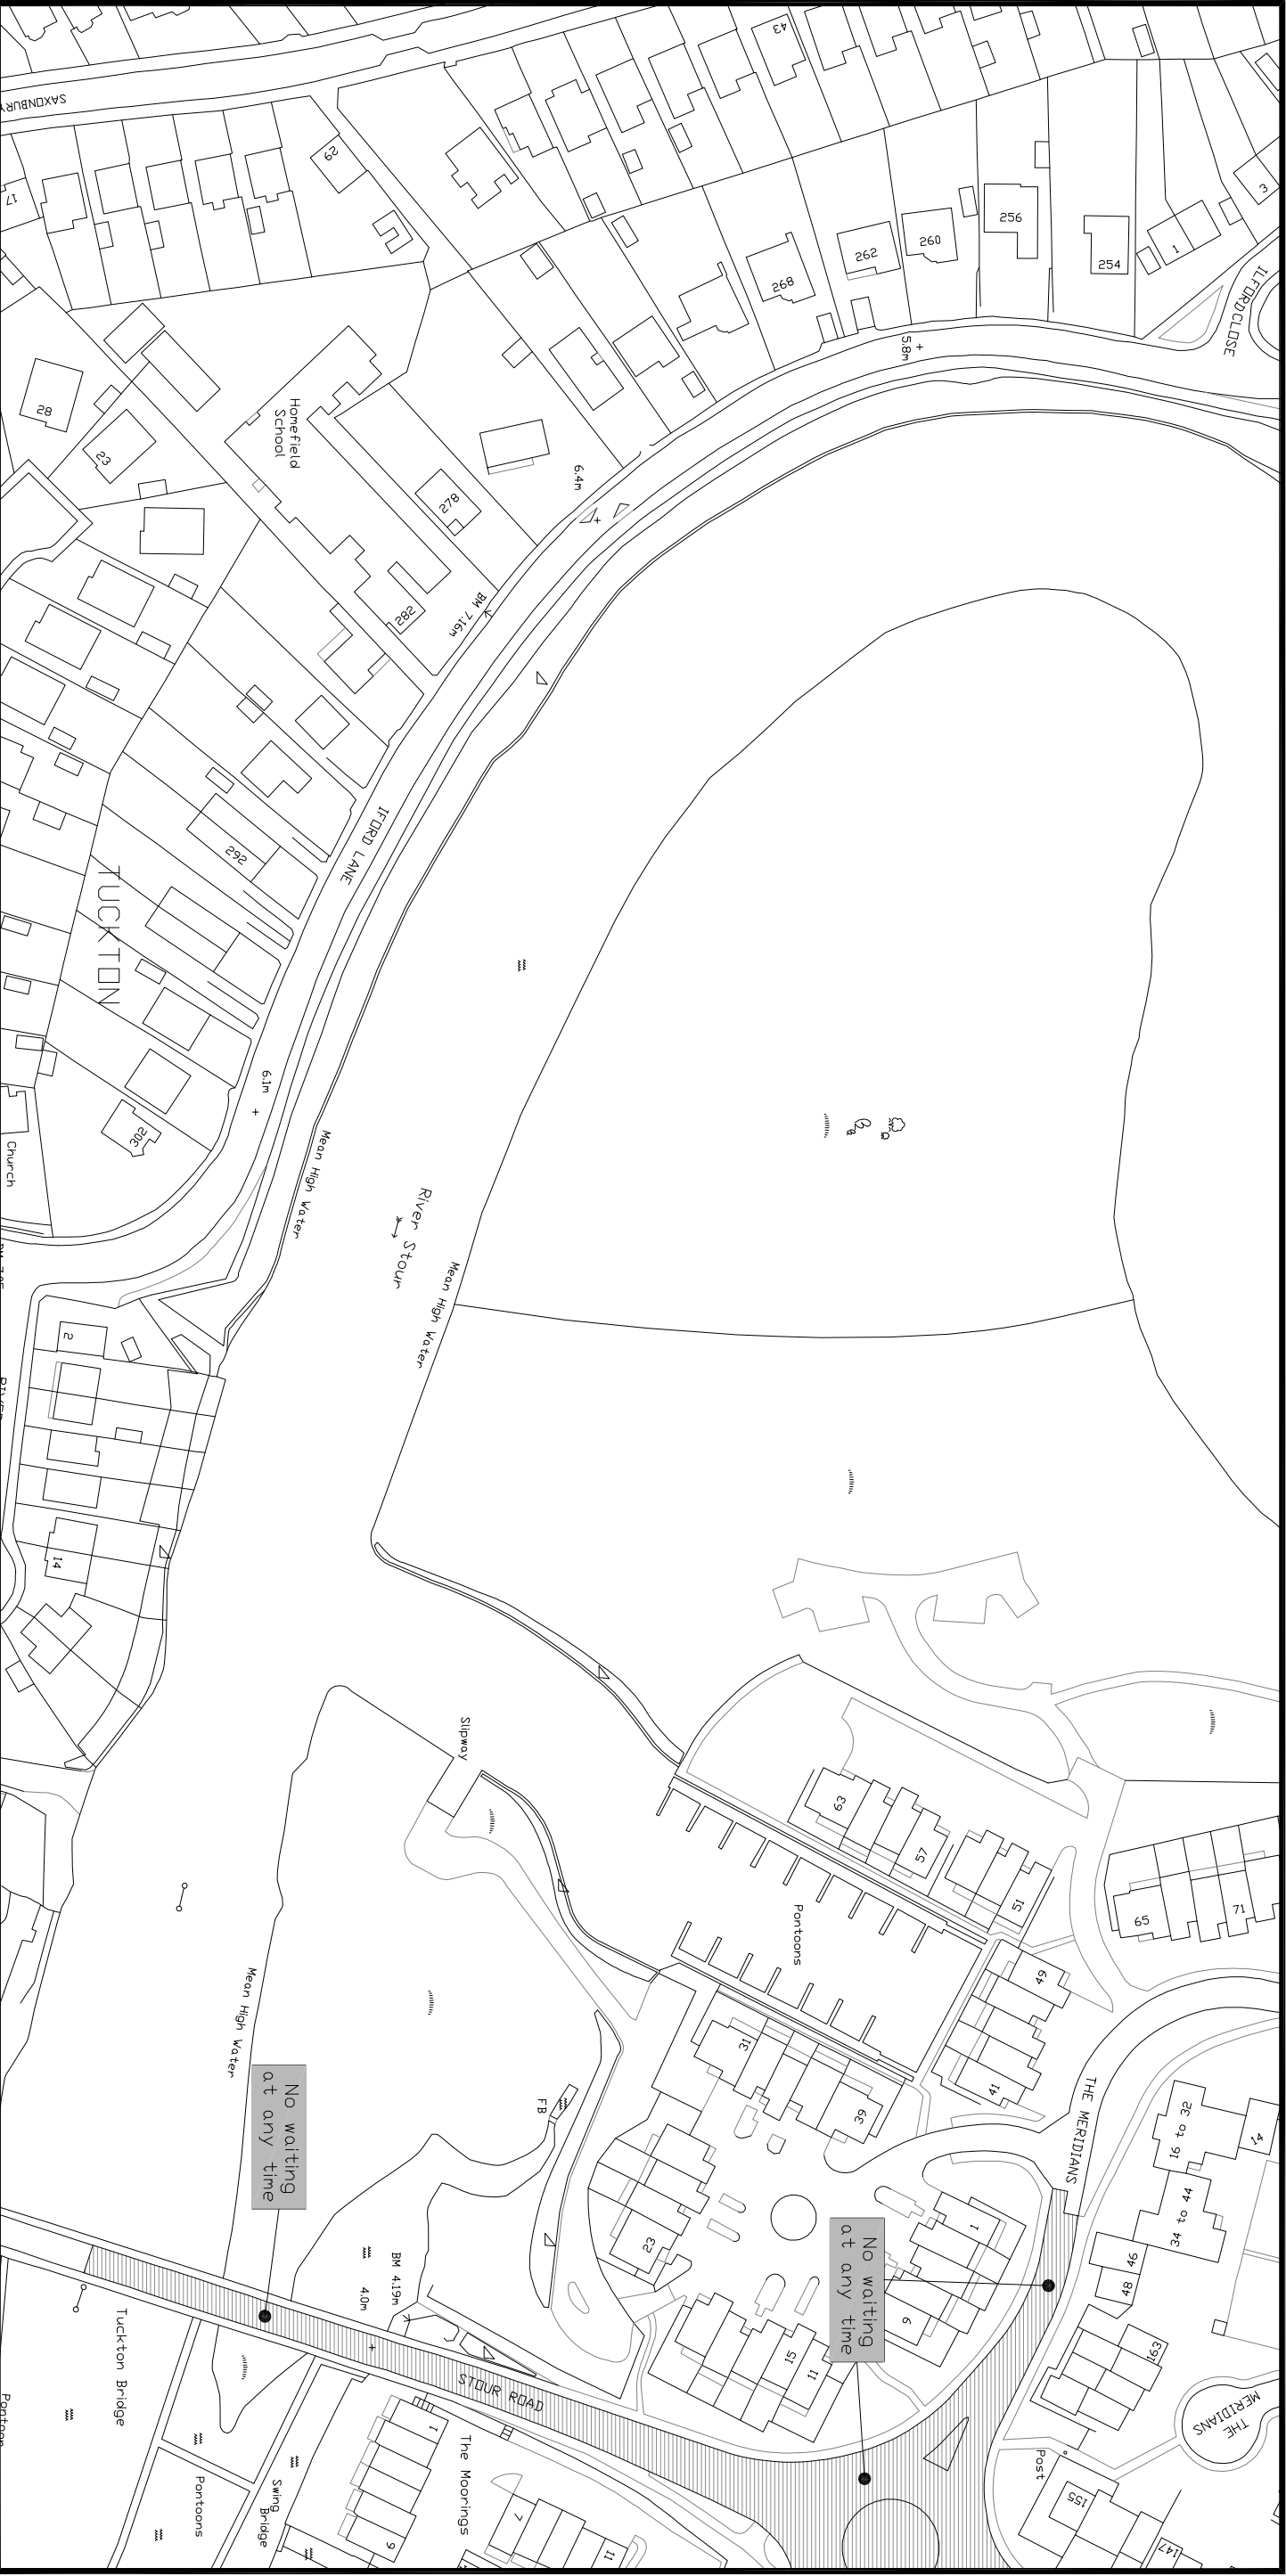 SAXONBURY
43
29
17
3
1
256
254
260
262
268
ILFORD CLOSE
5.8m
28
23
Homefield
School
278
6.4m
282
BM 7.16m
IFORD LANE
292
TUCKTON
6.1m
302
Church
Mean High Water
River Stour
Mean High Water
2
14
Slipway
63
57
51
65
71
Pontoons
49
41
31
39
THE MERIDIANS
16 to 32
14
34 to 44
46
48
Mean High Water
No waiting
at any time
FB
23
1
9
No waiting
at any time
15
11
163
THE
MERIDIANS
BM 4.19m
4.0m
STOUR ROAD
Tuckton Bridge
Pontoon
Pontoons
Swing
Bridge
1
9
The Moorings
7
11
Post
155
147